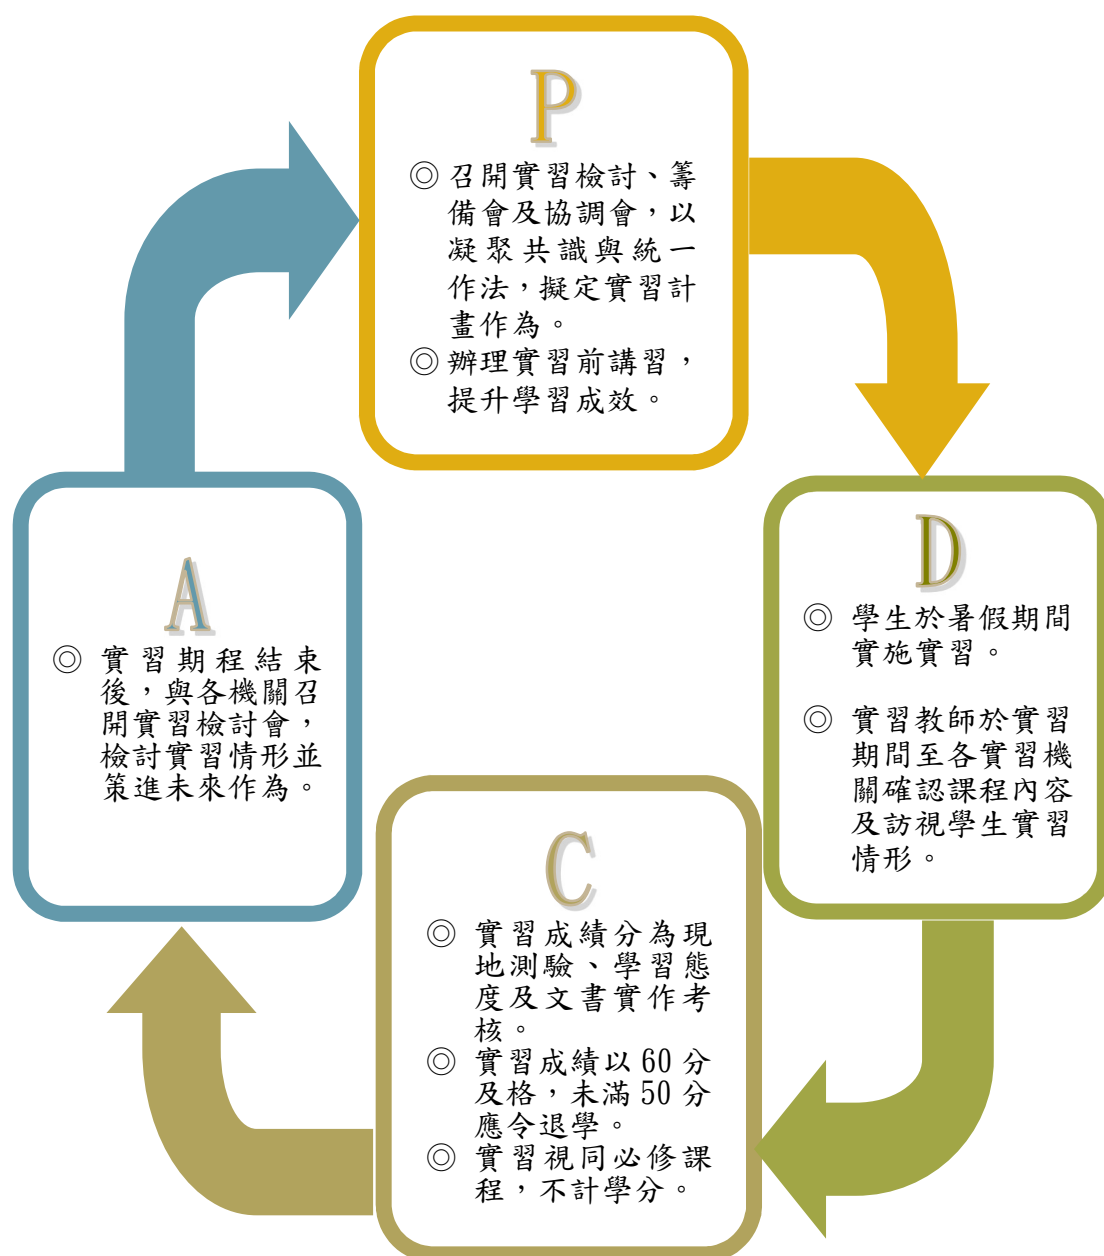 P
◎ 召開實習檢討、籌
備會及協調會，以
凝聚共識與統一
作法，擬定實習計
畫作為。
◎ 辦理實習前講習，
提升學習成效。
D
◎ 學生於暑假期間
實施實習。
◎ 實習教師於實習
期間至各實習機
關確認課程內容
及訪視學生實習
情形。
C
◎ 實習成績分為現
地測驗、學習態
度及文書實作考
核。
◎ 實習成績以 60 分
及格，未滿 50 分
應令退學。
◎ 實習視同必修課
程，不計學分。
A
◎ 實習期程結束
後，與各機關召
開實習檢討會，
檢討實習情形並
策進未來作為。